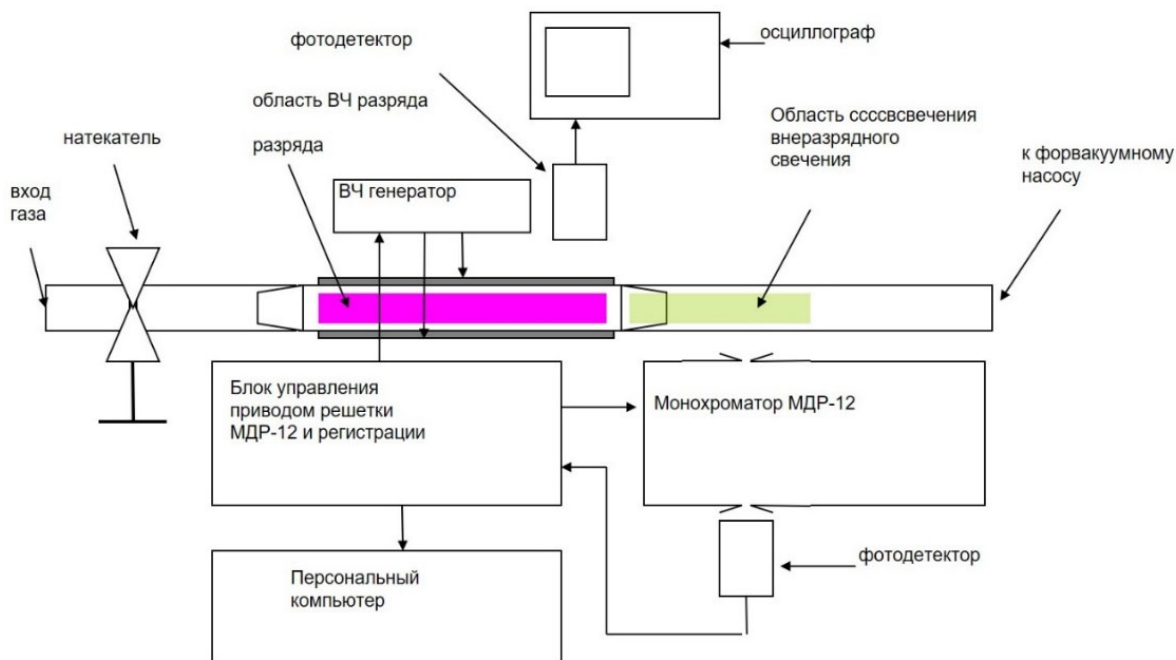 фотодетектор
осциллограф
область ВЧ разряда
разряда
натекатель
Область ссссвсвечения
внеразрядного
свечения
к форвакуумному
насосу
вход
газа
ВЧ генератор
Блок управления
приводом решетки
МДР-12 и регистрации
Монохроматор МДР-12
фотодетектор
Персональный
компьютер